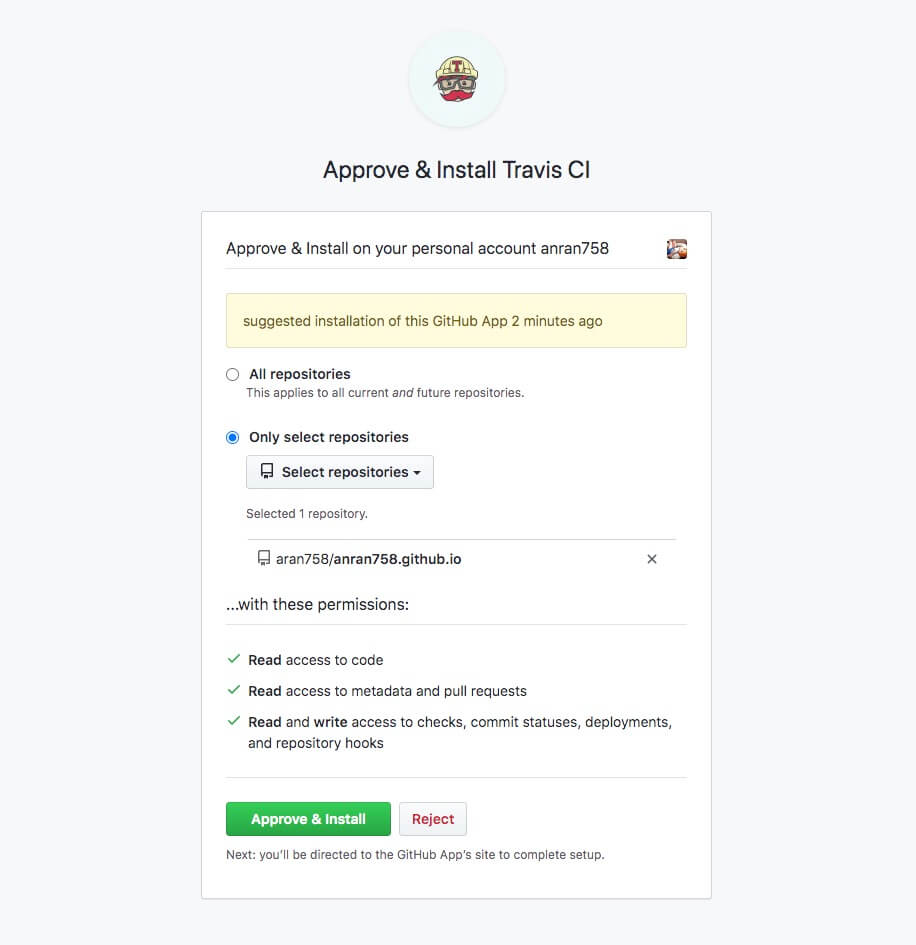 T
Approve & Install Travis CI
Approve & Install on your personal account anran758
suggested installation of this GitHub App 2 minutes ago
All repositories
This applies to all current and future repositories.
Only select repositories
Select repositories
Selected 1 repository.
aran758/anran758.github.io
...with these permissions:
Read access to code
Read access to metadata and pull requests
Read and write access to checks, commit statuses, deployments,
and repository hooks
Approve & Install
Reject
Next: you'll be directed to the GitHub App's site to complete setup.